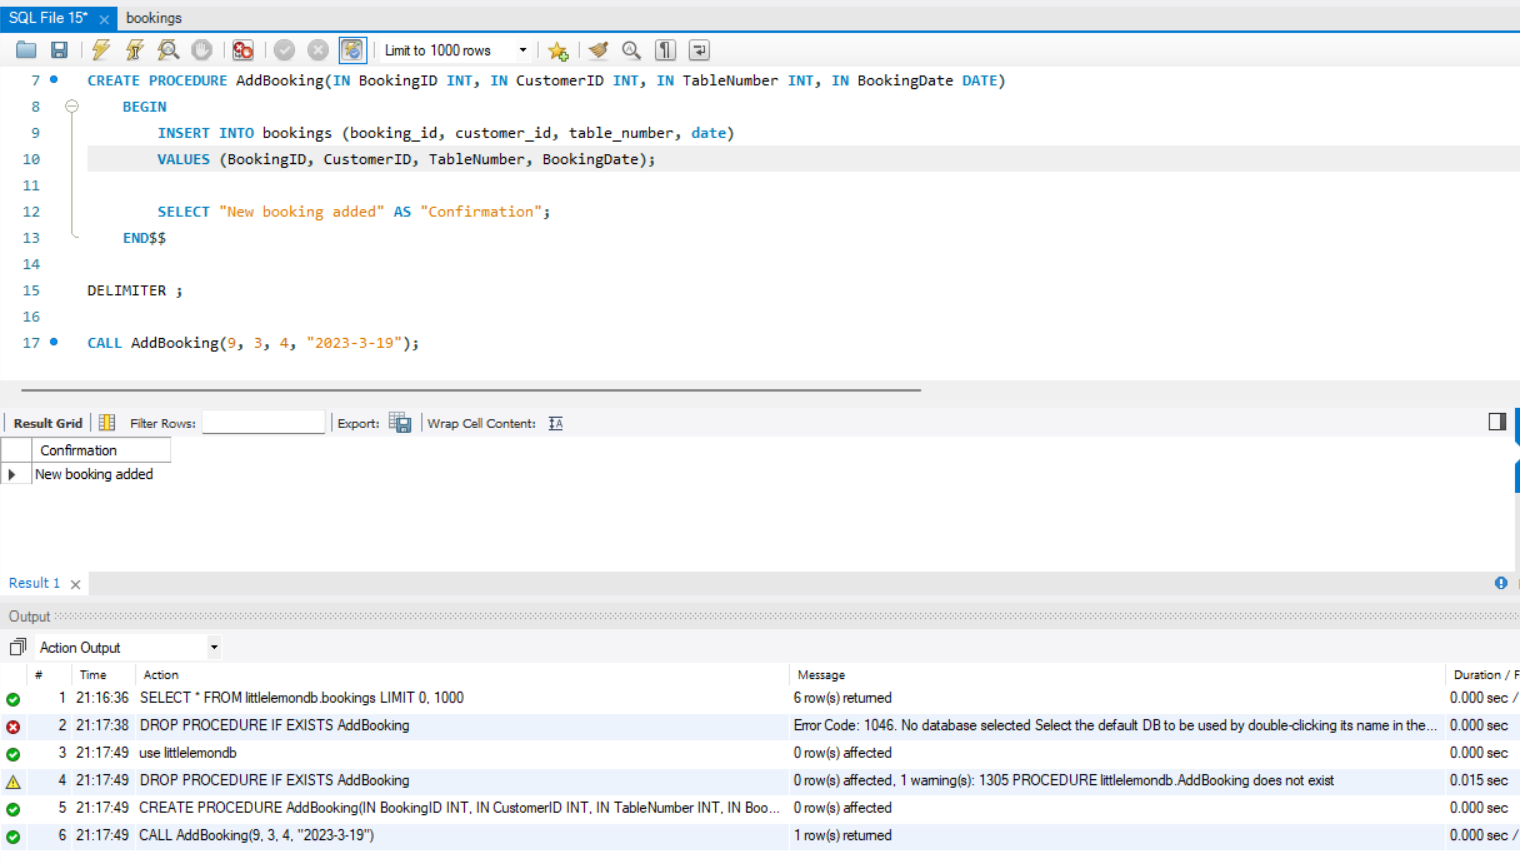 SQL File 15* bookings
Limit to 1000 rows
7 CREATE PROCEDURE AddBooking(IN BookingID INT, IN CustomerID INT, IN TableNumber INT, IN BookingDate DATE)
8 BEGIN
9 INSERT INTO bookings (booking_id, customer_id, table_number, date)
10 VALUES (BookingID, CustomerID, TableNumber, BookingDate);
11
12 SELECT "New booking added" AS "Confirmation";
13 END$$
14
15 DELIMITER ;
16
17 CALL AddBooking(9, 3, 4, "2023-3-19");
Result Grid Filter Rows: Export: Wrap Cell Content: IA
Confirmation
New booking added
Result 1
Output
Action Output
# Time Action Message Duration / F
1 21:16:36 SELECT * FROM littlelemondb.bookings LIMIT 0, 1000 6 row(s) returned 0.000 sec /
2 21:17:38 DROP PROCEDURE IF EXISTS AddBooking Error Code: 1046. No database selected Select the default DB to be used by double-clicking its name in the... 0.000 sec
3 21:17:49 use littlelemondb 0 row(s) affected 0.000 sec
4 21:17:49 DROP PROCEDURE IF EXISTS AddBooking 0 row(s) affected, 1 warning(s): 1305 PROCEDURE littlelemondb.AddBooking does not exist 0.015 sec
5 21:17:49 CREATE PROCEDURE AddBooking(IN BookingID INT, IN CustomerID INT, IN TableNumber INT, IN Boo... 0 row(s) affected 0.000 sec
6 21:17:49 CALL AddBooking(9, 3, 4, "2023-3-19") 1 row(s) returned 0.000 sec /